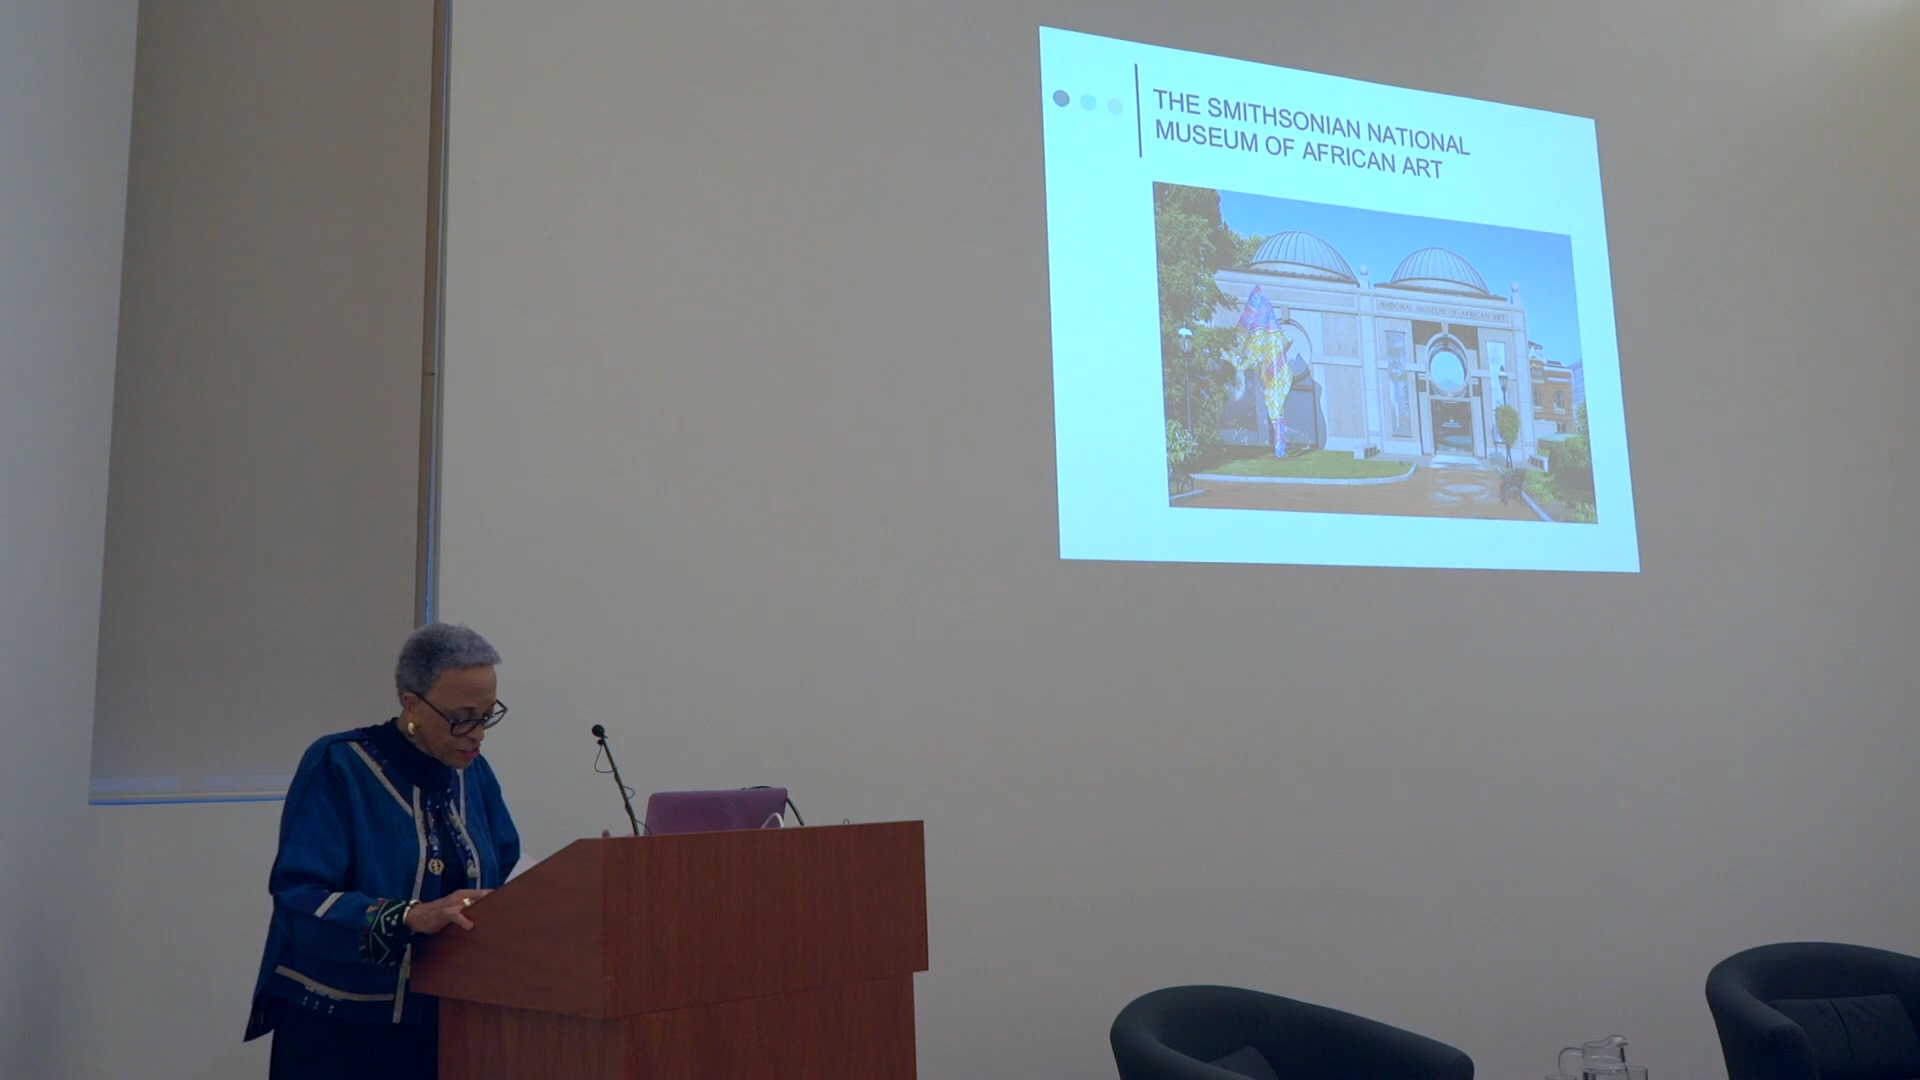 THE SMITHSONIAN NATIONAL
MUSEUM OF AFRICAN ART
NATIONAL MUSEUM OF AFRICAN ART